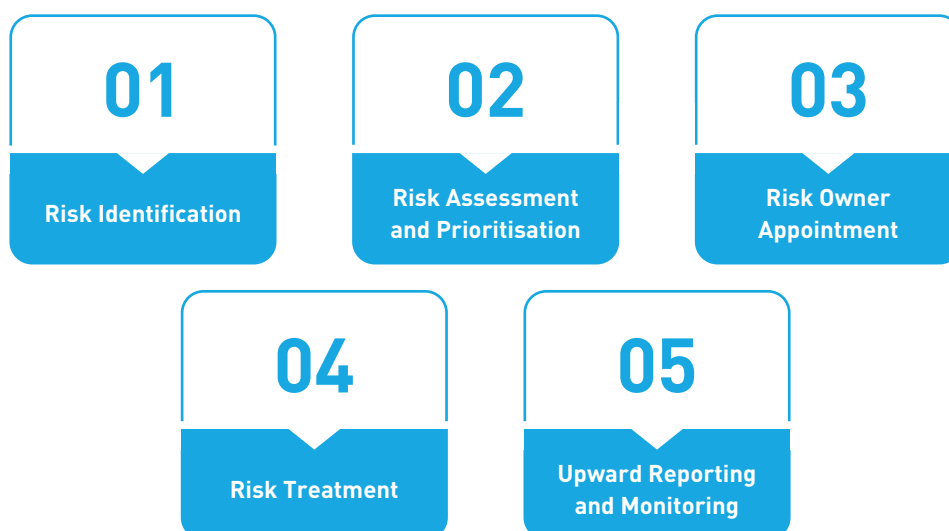 01
Risk Identification
02
Risk Assessment
and Prioritisation
03
Risk Owner
Appointment
04
Risk Treatment
05
Upward Reporting
and Monitoring